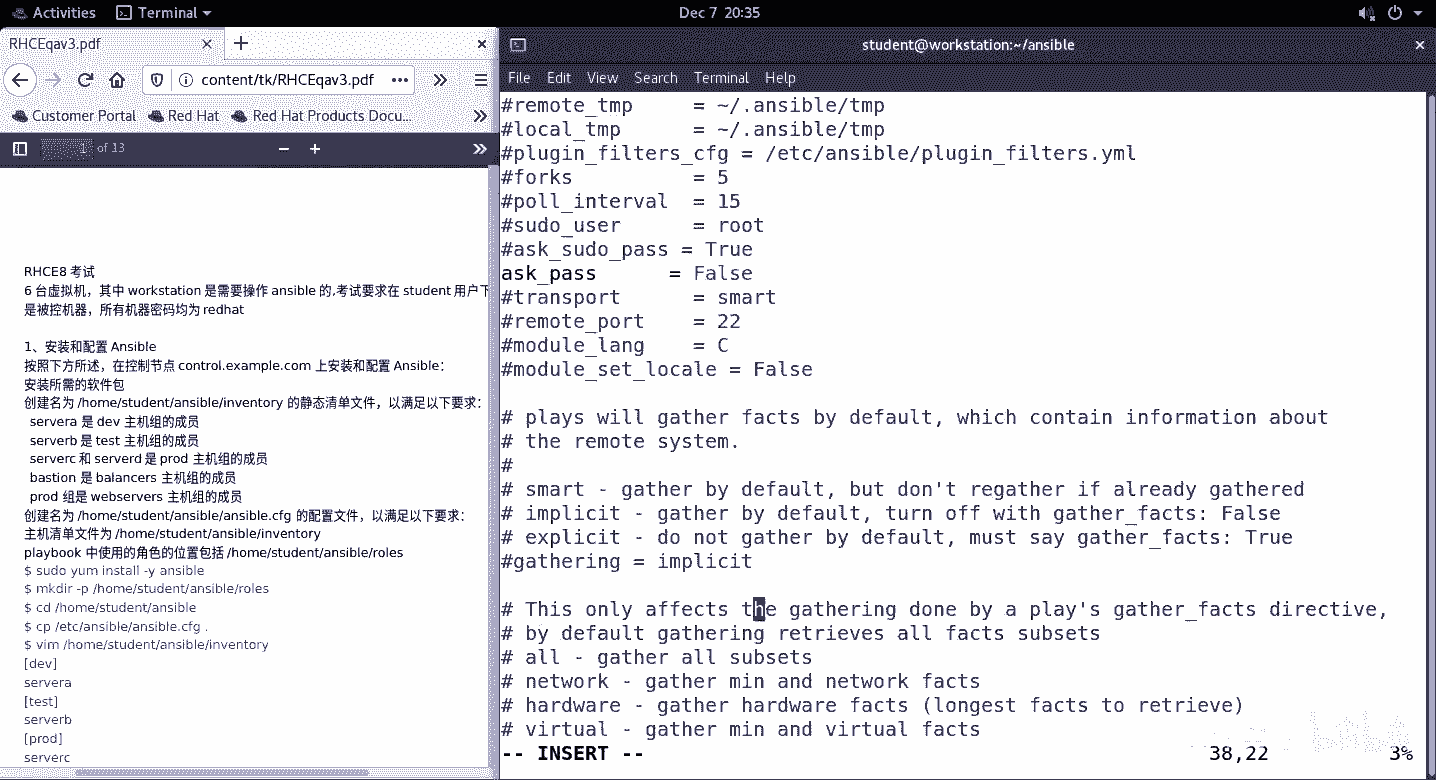 Activities Terminal Dec 7 20:35
RHCEqav3.pdf
content/tk/RHCEqav3.pdf
Customer Portal Red Hat Red Hat Products Docu...
1 of 13
RHCE8 考试
6 台虚拟机，其中 workstation 是需要操作 ansible 的,考试要求在 student 用户下
是被控机器，所有机器密码均为 redhat
1、安装和配置 Ansible
按照下方所述，在控制节点 control.example.com 上安装和配置 Ansible：
安装所需的软件包
创建名为 /home/student/ansible/inventory 的静态清单文件，以满足以下要求：
servera 是 dev 主机组的成员
serverb 是 test 主机组的成员
serverc 和 serverd 是 prod 主机组的成员
bastion 是 balancers 主机组的成员
prod 组是 webservers 主机组的成员
创建名为 /home/student/ansible/ansible.cfg 的配置文件，以满足以下要求：
主机清单文件为 /home/student/ansible/inventory
playbook 中使用的角色的位置包括 /home/student/ansible/roles
$ sudo yum install -y ansible
$ mkdir -p /home/student/ansible/roles
$ cd /home/student/ansible
$ cp /etc/ansible/ansible.cfg .
$ vim /home/student/ansible/inventory
[dev]
servera
[test]
serverb
[prod]
serverc
student@workstation:~/ansible
File Edit View Search Terminal Help
#remote_tmp     = ~/.ansible/tmp
#local_tmp      = ~/.ansible/tmp
#plugin_filters_cfg = /etc/ansible/plugin_filters.yml
#forks          = 5
#poll_interval  = 15
#sudo_user      = root
#ask_sudo_pass = True
ask_pass      = False
#transport      = smart
#remote_port    = 22
#module_lang    = C
#module_set_locale = False
# plays will gather facts by default, which contain information about
# the remote system.
#
# smart - gather by default, but don't regather if already gathered
# implicit - gather by default, turn off with gather_facts: False
# explicit - do not gather by default, must say gather_facts: True
#gathering = implicit
# This only affects the gathering done by a play's gather_facts directive,
# by default gathering retrieves all facts subsets
# all - gather all subsets
# network - gather min and network facts
# hardware - gather hardware facts (longest facts to retrieve)
# virtual - gather min and virtual facts
-- INSERT -- 38,22 3%